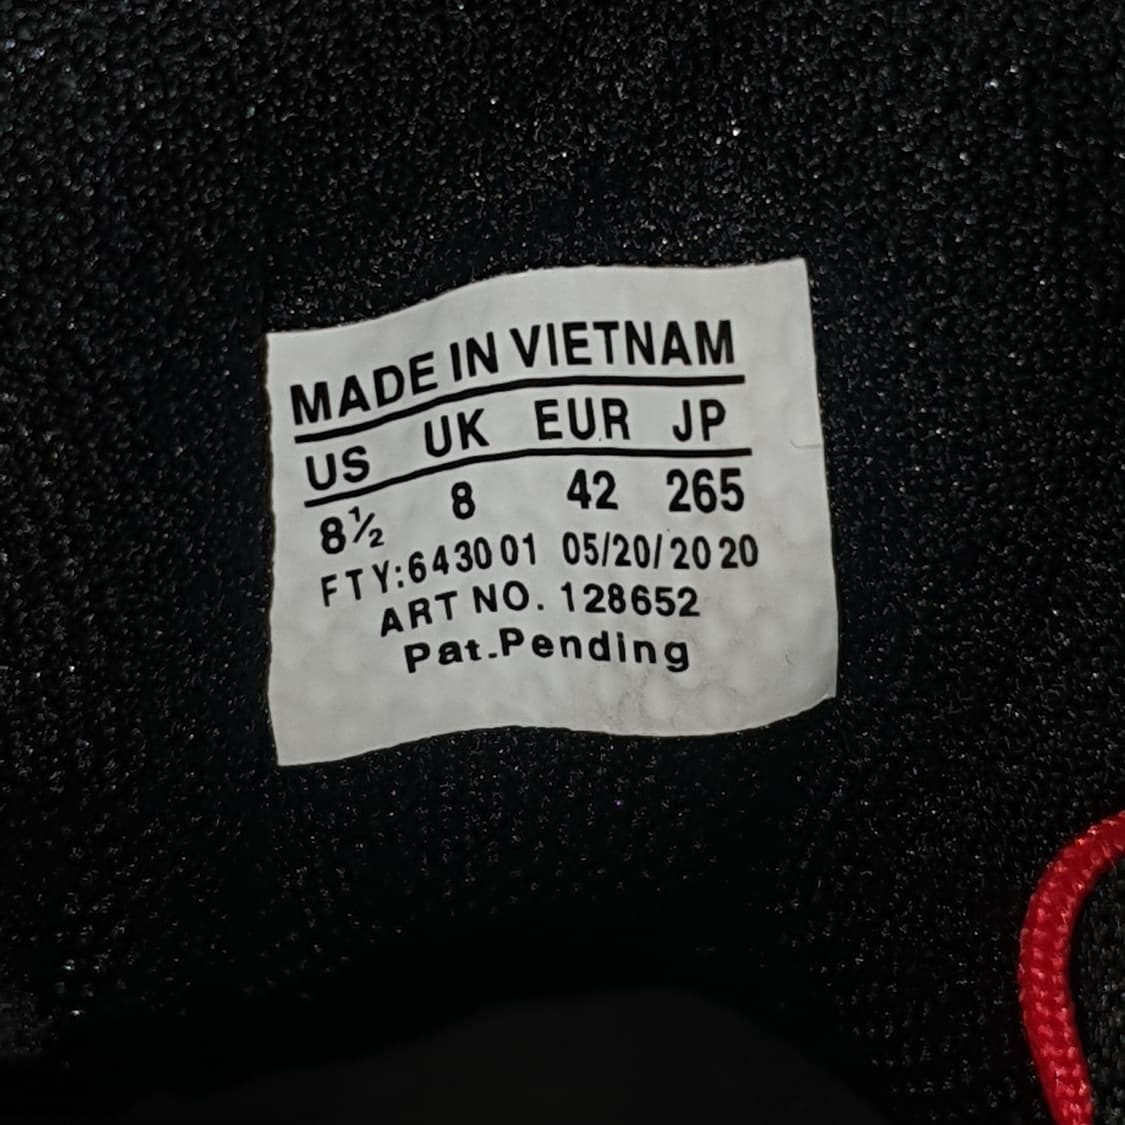 MADE IN VIETNAM
US UK EUR JP
8½ 8 42 265
FTY:643001 05/20/2020
ART NO. 128652
Pat.Pending